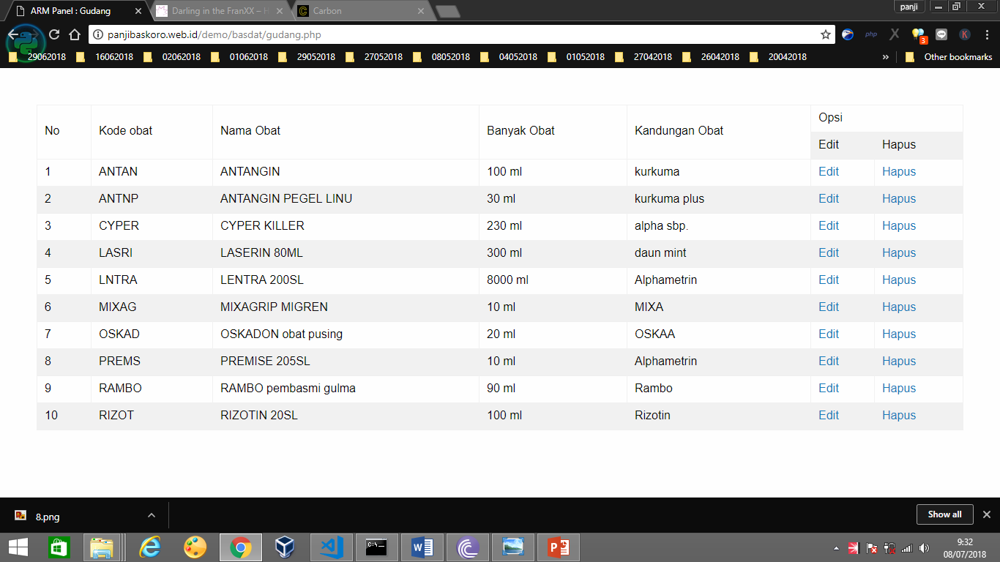 ARM Panel : Gudang
Darling in the FranXX – H
Carbon
panji
panjibaskoro.web.id/demo/basdat/gudang.php
php
3
K
29062018 16062018 02062018 01062018 29052018 27052018 08052018 04052018 01052018 27042018 26042018 20042018 » Other bookmarks
No Kode obat Nama Obat Banyak Obat Kandungan Obat Opsi
Edit Hapus
1 ANTAN ANTANGIN 100 ml kurkuma Edit Hapus
2 ANTNP ANTANGIN PEGEL LINU 30 ml kurkuma plus Edit Hapus
3 CYPER CYPER KILLER 230 ml alpha sbp. Edit Hapus
4 LASRI LASERIN 80ML 300 ml daun mint Edit Hapus
5 LNTRA LENTRA 200SL 8000 ml Alphametrin Edit Hapus
6 MIXAG MIXAGRIP MIGREN 10 ml MIXA Edit Hapus
7 OSKAD OSKADON obat pusing 20 ml OSKAA Edit Hapus
8 PREMS PREMISE 205SL 10 ml Alphametrin Edit Hapus
9 RAMBO RAMBO pembasmi gulma 90 ml Rambo Edit Hapus
10 RIZOT RIZOTIN 20SL 100 ml Rizotin Edit Hapus
8.png
Show all
9:32
08/07/2018